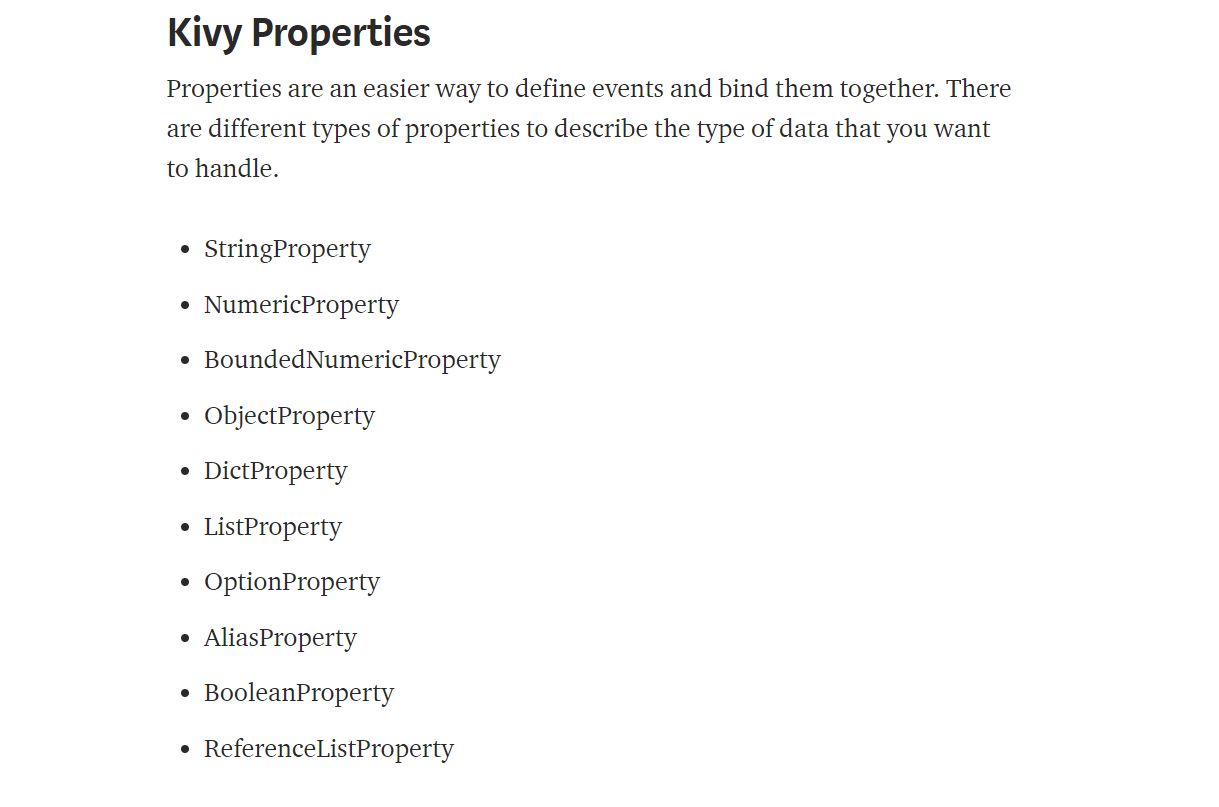 Kivy Properties
Properties are an easier way to define events and bind them together. There
are different types of properties to describe the type of data that you want
to handle.
• StringProperty
• NumericProperty
• BoundedNumericProperty
• ObjectProperty
• DictProperty
• ListProperty
• OptionProperty
• AliasProperty
• BooleanProperty
• ReferenceListProperty